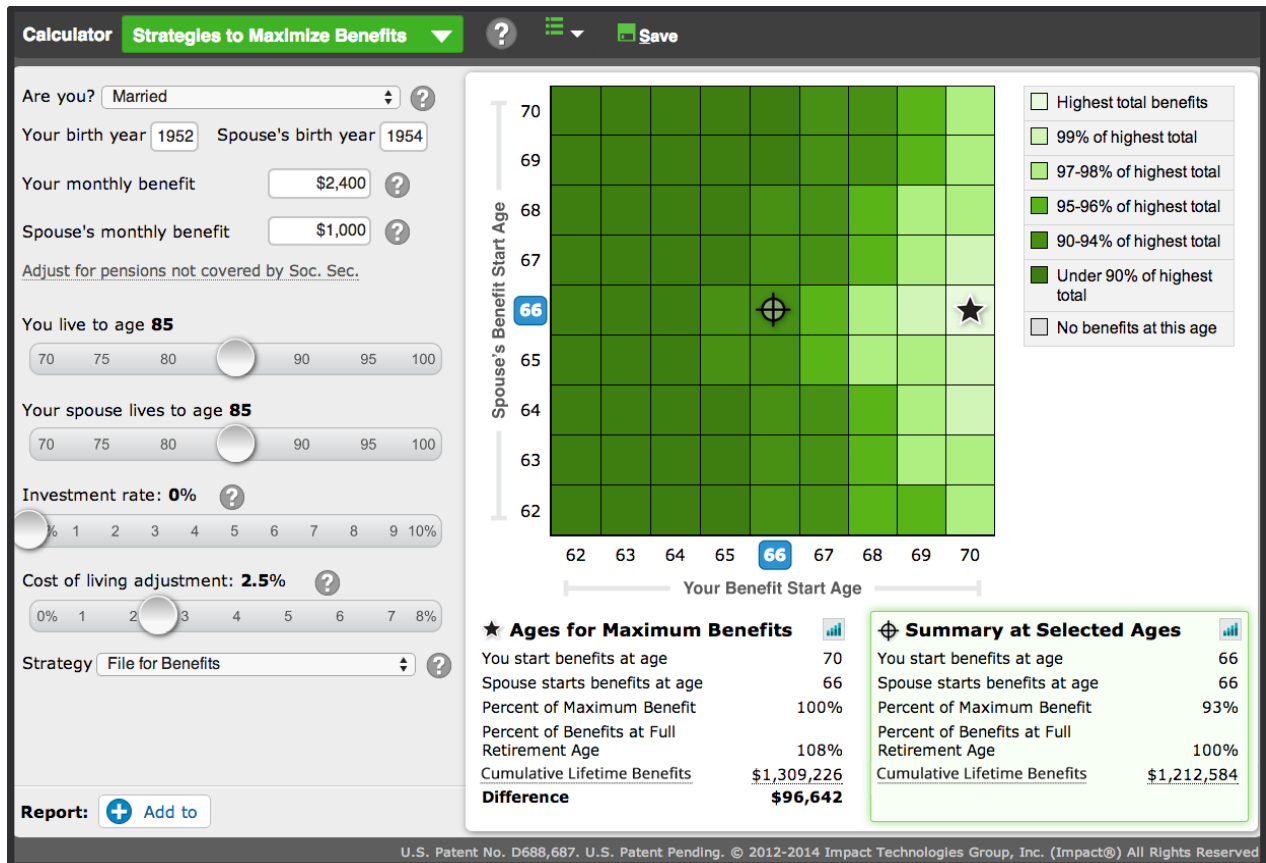 Calculator Strategies to Maximize Benefits ? Save
Are you? Married ?
Your birth year 1952 Spouse's birth year 1954
Your monthly benefit $2,400 ?
Spouse's monthly benefit $1,000 ?
Adjust for pensions not covered by Soc. Sec.
You live to age 85
70 75 80 90 95 100
Your spouse lives to age 85
70 75 80 90 95 100
Investment rate: 0% ?
% 1 2 3 4 5 6 7 8 9 10%
Cost of living adjustment: 2.5% ?
0% 1 2 3 4 5 6 7 8%
Strategy File for Benefits ?
Report: Add to
Spouse's Benefit Start Age
70
69
68
67
66
65
64
63
62
62 63 64 65 66 67 68 69 70
Your Benefit Start Age
Highest total benefits
99% of highest total
97-98% of highest total
95-96% of highest total
90-94% of highest total
Under 90% of highest
total
No benefits at this age
Ages for Maximum Benefits
You start benefits at age 70
Spouse starts benefits at age 66
Percent of Maximum Benefit 100%
Percent of Benefits at Full
Retirement Age 108%
Cumulative Lifetime Benefits $1,309,226
Difference $96,642
Summary at Selected Ages
You start benefits at age 66
Spouse starts benefits at age 66
Percent of Maximum Benefit 93%
Percent of Benefits at Full
Retirement Age 100%
Cumulative Lifetime Benefits $1,212,584
U.S. Patent No. D688,687. U.S. Patent Pending. © 2012-2014 Impact Technologies Group, Inc. (Impact®) All Rights Reserved